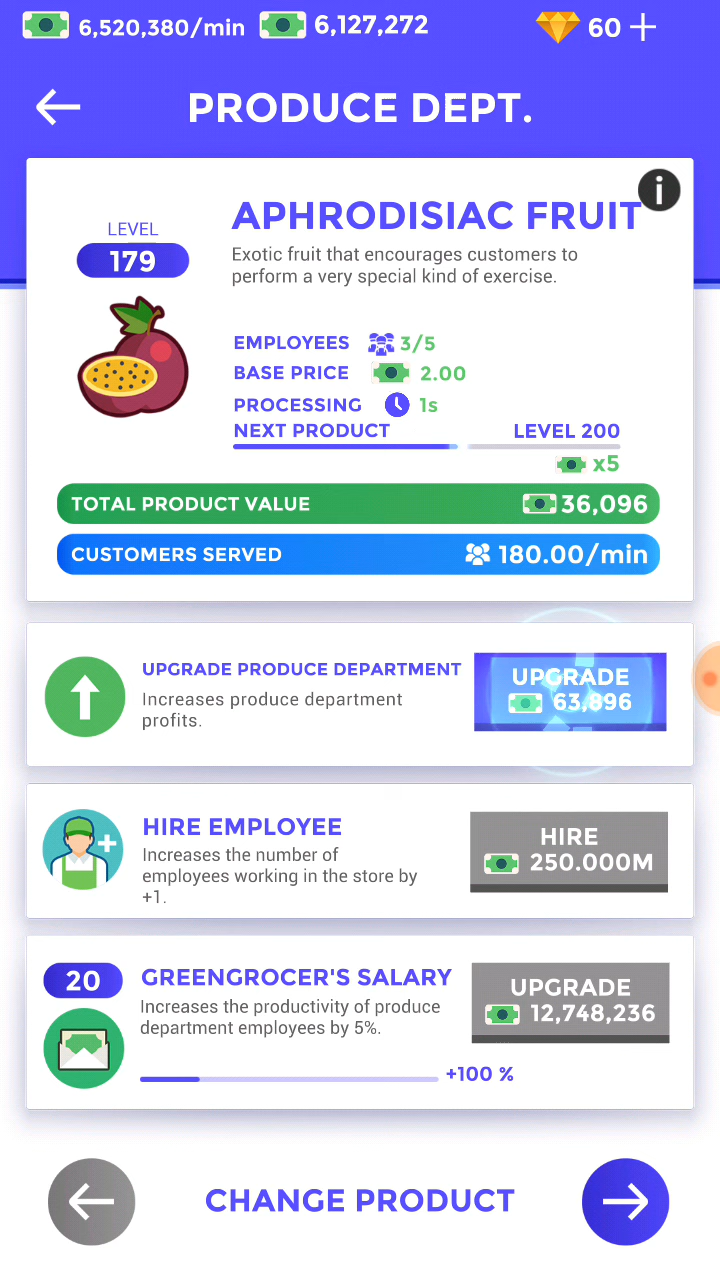 6,520,380/min 6,127,272 60
PRODUCE DEPT.
LEVEL
179
APHRODISIAC FRUIT
i
Exotic fruit that encourages customers to
perform a very special kind of exercise.
EMPLOYEES 3/5
BASE PRICE 2.00
PROCESSING 1s
NEXT PRODUCT LEVEL 200
x5
TOTAL PRODUCT VALUE 36,096
CUSTOMERS SERVED 180.00/min
UPGRADE PRODUCE DEPARTMENT
Increases produce department
profits.
UPGRADE
63,896
HIRE EMPLOYEE
Increases the number of
employees working in the store by
+1.
HIRE
250.000M
20
GREENGROCER'S SALARY
Increases the productivity of produce
department employees by 5%.
+100 %
UPGRADE
12,748,236
CHANGE PRODUCT